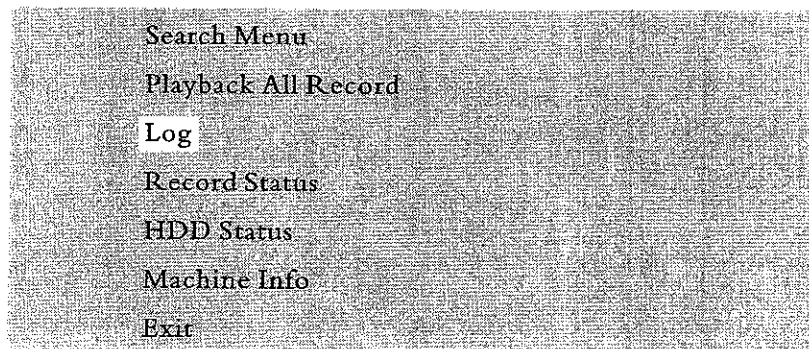 Search Menu
Playback All Record
Log
Record Status
HDD Status
Machine Info
Exit